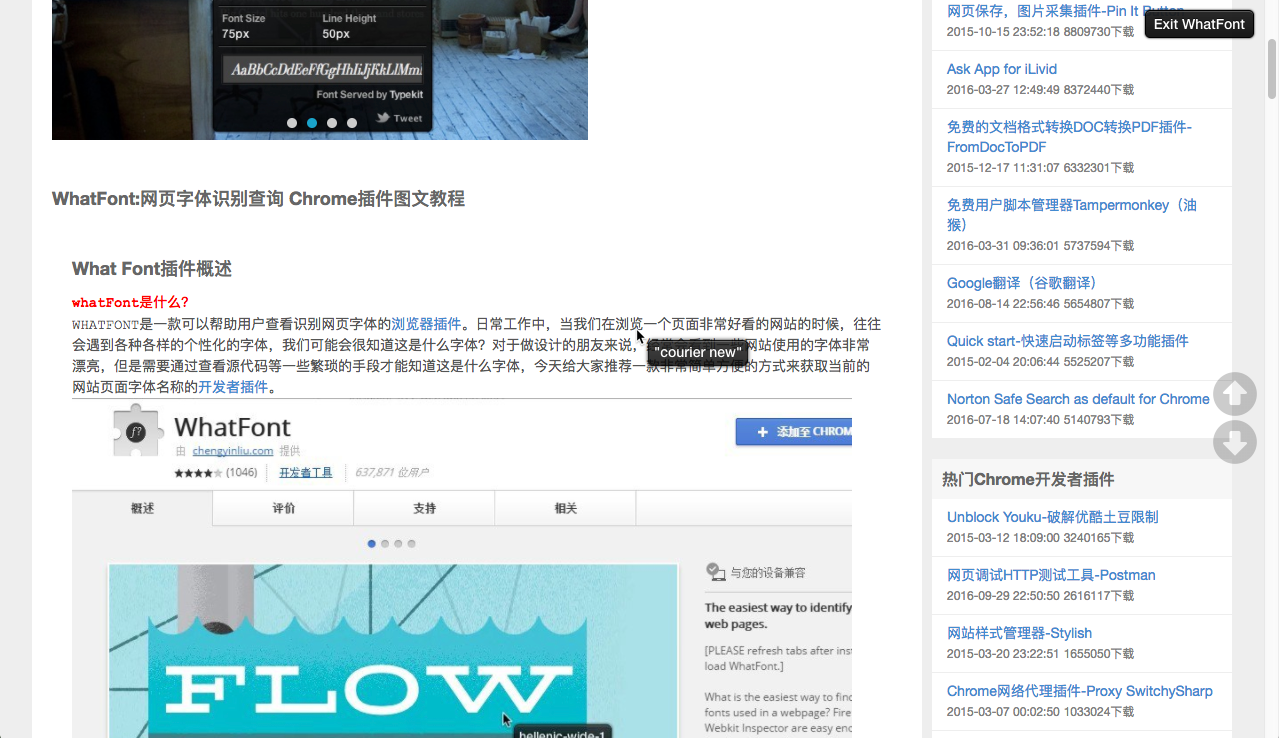 Font Size
Line Height
75px
50px
AaBbCcDdEeFfGgHhIiJjKkLlMm
Font Served by Typekit
Tweet
WhatFont:网页字体识别查询 Chrome插件图文教程
What Font插件概述
whatFont是什么?
WHATFONT是一款可以帮助用户查看识别网页字体的浏览器插件。日常工作中，当我们在浏览一个页面非常好看的网站的时候，往往
会遇到各种各样的个性化的字体，我们可能会很知道这是什么字体？对于做设计的朋友来说，经常会看到一些网站使用的字体非常
"courier new"
漂亮，但是需要通过查看源代码等一些繁琐的手段才能知道这是什么字体，今天给大家推荐一款非常简单方便的方式来获取当前的
网站页面字体名称的开发者插件。
f?
WhatFont
由 chengyinliu.com 提供
(1046)
开发者工具
637,871 位用户
+ 添加至 CHROM
概述
评价
支持
相关
与您的设备兼容
The easiest way to identify
web pages.
[PLEASE refresh tabs after inst
load WhatFont.]
What is the easiest way to find
fonts used in a webpage? Fire
Webkit Inspector are easy enc
FLOW
hellenic-wide-1
Exit WhatFont
网页保存，图片采集插件-Pin It Button
2015-10-15 23:52:18 8809730下载
Ask App for iLivid
2016-03-27 12:49:49 8372440下载
免费的文档格式转换DOC转换PDF插件-
FromDocToPDF
2015-12-17 11:31:07 6332301下载
免费用户脚本管理器Tampermonkey（油
猴）
2016-03-31 09:36:01 5737594下载
Google翻译（谷歌翻译）
2016-08-14 22:56:46 5654807下载
Quick start-快速启动标签等多功能插件
2015-02-04 20:06:44 5525207下载
Norton Safe Search as default for Chrome
2016-07-18 14:07:40 5140793下载
热门Chrome开发者插件
Unblock Youku-破解优酷土豆限制
2015-03-12 18:09:00 3240165下载
网页调试HTTP测试工具-Postman
2016-09-29 22:50:50 2616117下载
网站样式管理器-Stylish
2015-03-20 23:22:51 1655050下载
Chrome网络代理插件-Proxy SwitchySharp
2015-03-07 00:02:50 1033024下载